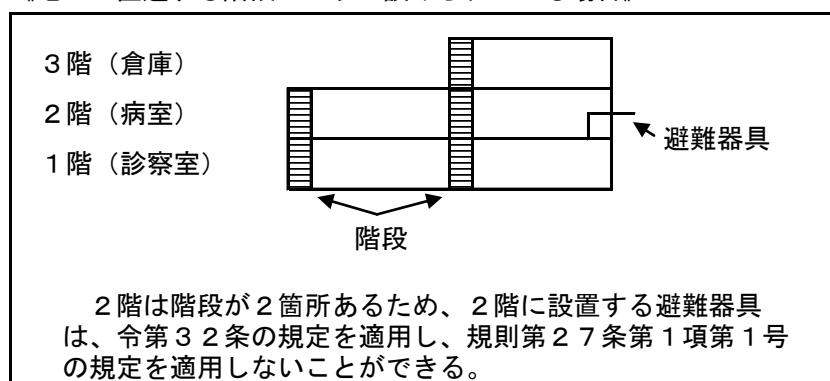 3階（倉庫）
2階（病室）
1階（診察室）
避難器具
階段
２階は階段が２箇所あるため、２階に設置する避難器具
は、令第３２条の規定を適用し、規則第２７条第１項第１号
の規定を適用しないことができる。